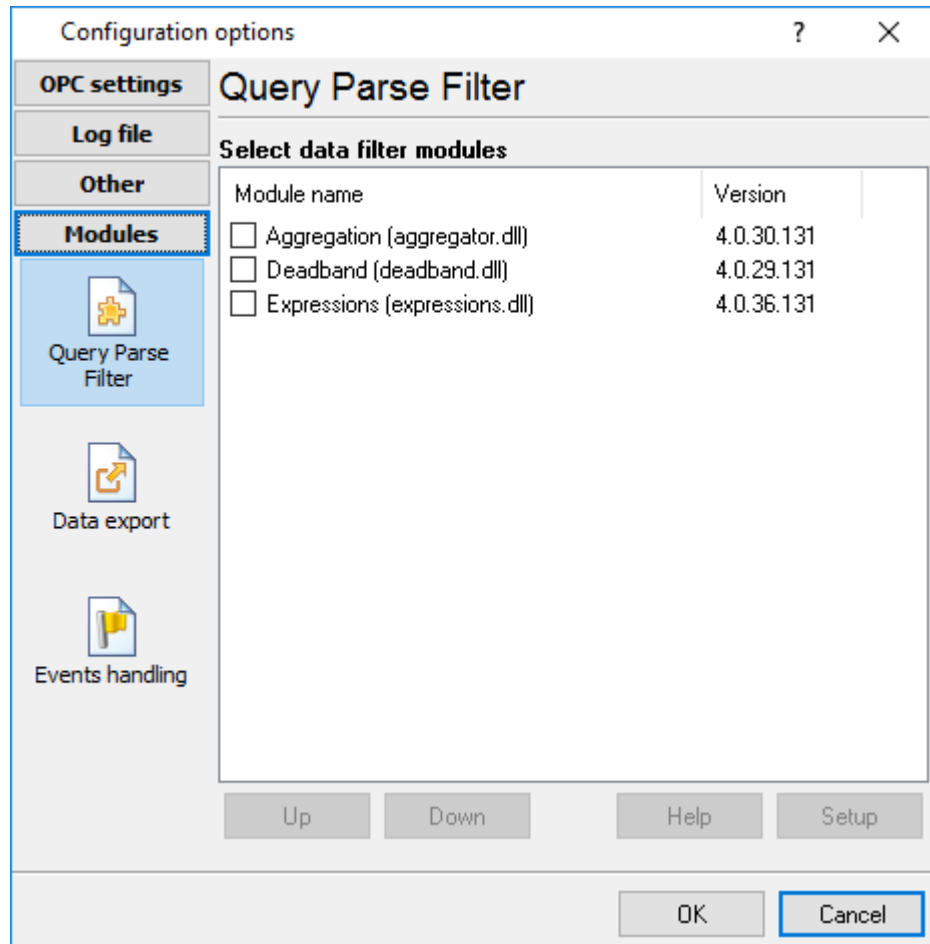 Configuration options
?
OPC settings
Log file
Other
Modules
Query Parse
Filter
Data export
Events handling
Query Parse Filter
Select data filter modules
Module name Version
Aggregation (aggregator.dll) 4.0.30.131
Deadband (deadband.dll) 4.0.29.131
Expressions (expressions.dll) 4.0.36.131
Up Down Help Setup
OK Cancel